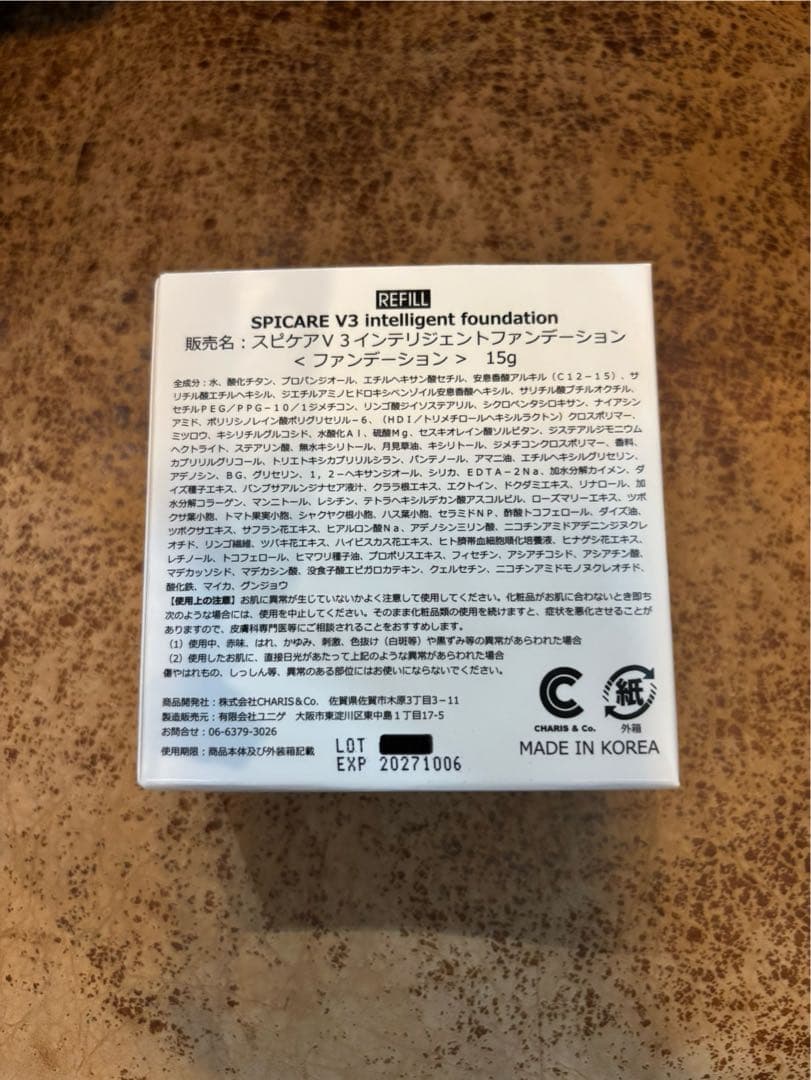 REFILL
SPICARE V3 intelligent foundation
販売名：スピケアV３インテリジェントファンデーション
＜ファンデーション＞ 15g
全成分：水、酸化チタン、プロパンジオール、エチルヘキサン酸セチル、安息香酸アルキル（C12－15）、サ
リチル酸エチルヘキシル、ジエチルアミノヒドロキシベンゾイル安息香酸ヘキシル、サリチル酸ブチルオクチル、
セチルPEG／PPG－10／1ジメチコン、リンゴ酸ジイソステアリル、シクロペンタシロキサン、ナイアシン
アミド、ポリリシノレイン酸ポリグリセリル－6、（HDI／トリメチロールヘキシルラクトン）クロスポリマー、
ミツロウ、キシリチルグルコシド、水酸化Al、硫酸Mg、セスキオレイン酸ソルビタン、ジステアルジモニウム
ヘクトライト、ステアリン酸、無水キシリトール、月見草油、キシリトール、ジメチコンクロスポリマー、香料、
カプリリルグリコール、トリエトキシカプリリルシラン、パンテノール、アマニ油、エチルヘキシルグリセリン、
アデノシン、BG、グリセリン、1，2－ヘキサンジオール、シリカ、EDTA－2Na、加水分解カイメン、ダ
イズ種子エキス、バンブサアルンジナセア液汁、クララ根エキス、エクトイン、ドクダミエキス、リナロール、加
水分解コラーゲン、マンニトール、レシチン、テトラヘキシルデカン酸アスコルビル、ローズマリーエキス、ツボ
クサ葉小胞、トマト果実小胞、シャクヤク根小胞、ハス葉小胞、セラミドNP、酢酸トコフェロール、ダイズ油、
ツボクサエキス、サフラン花エキス、ヒアルロン酸Na、アデノシン三リン酸、ニコチンアミドアデニンジヌクレ
オチド、リンゴ繊維、ツバキ花エキス、ハイビスカス花エキス、ヒト臍帯血細胞順化培養液、ヒナゲシ花エキス、
レチノール、トコフェロール、ヒマワリ種子油、プロポリスエキス、フィセチン、アシアチコシド、アシアチン酸、
マデカッソシド、マデカシン酸、没食子酸エピガロカテキン、クェルセチン、ニコチンアミドモノヌクレオチド、
酸化鉄、マイカ、グンジョウ
【使用上の注意】お肌に異常が生じていないかよく注意して使用してください。化粧品がお肌に合わないとき即ち
次のような場合には、使用を中止してください。そのまま化粧品類の使用を続けますと、症状を悪化させることが
ありますので、皮膚科専門医等にご相談されることをおすすめします。
（1）使用中、赤味、はれ、かゆみ、刺激、色抜け（白斑等）や黒ずみ等の異常があらわれた場合
（2）使用したお肌に、直接日光があたって上記のような異常があらわれた場合
傷やはれもの、しっしん等、異常のある部位にはお使いにならないでください。
商品開発社：株式会社CHARIS＆Co. 佐賀県佐賀市木原3丁目3－11
製造販売元：有限会社ユニゲ 大阪市東淀川区東中島１丁目17-5
お問合せ：06-6379-3026
使用期限：商品本体及び外装箱記載
LOT
EXP 20271006
CHARIS & Co.
紙
外箱
MADE IN KOREA